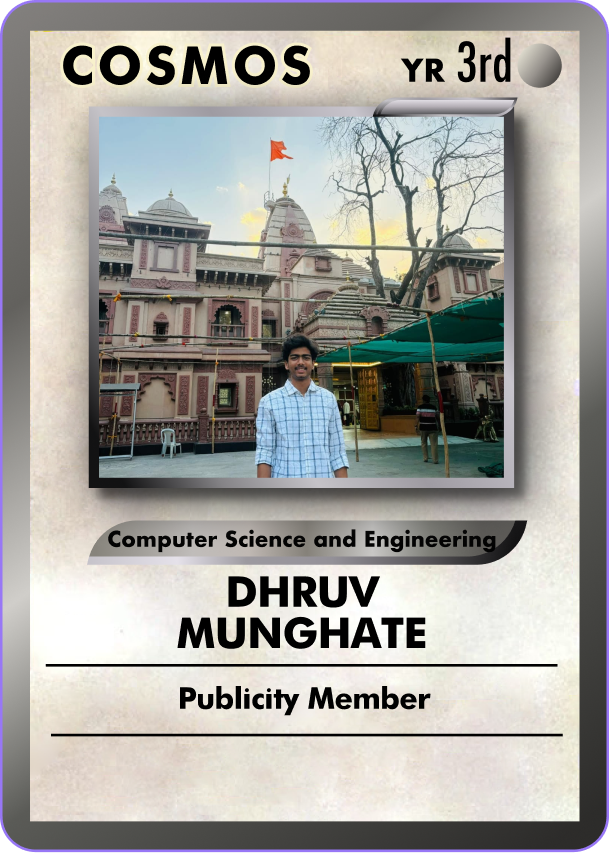 COSMOS YR 3rd
Computer Science and Engineering
DHRUV
MUNGHATE
Publicity Member